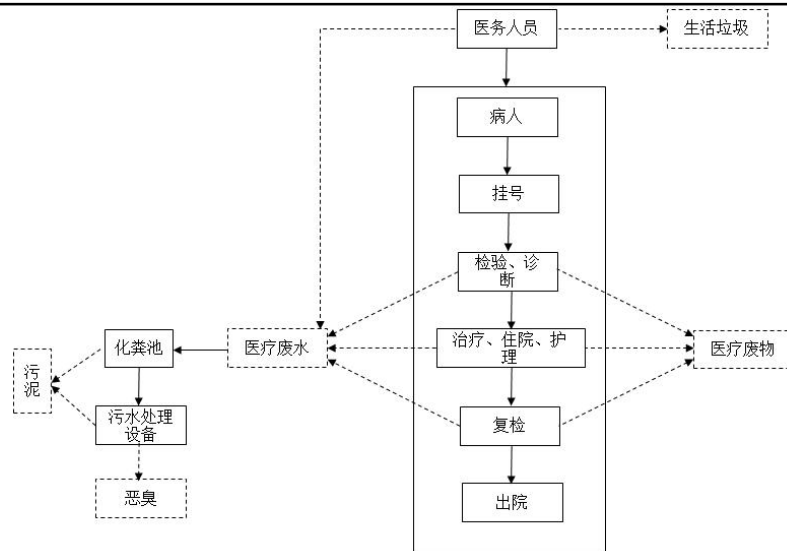 医务人员
生活垃圾
病人
挂号
检验、诊
断
化粪池
医疗废水
治疗、住院、护
理
医疗废物
污
泥
污水处理
设备
复检
恶臭
出院